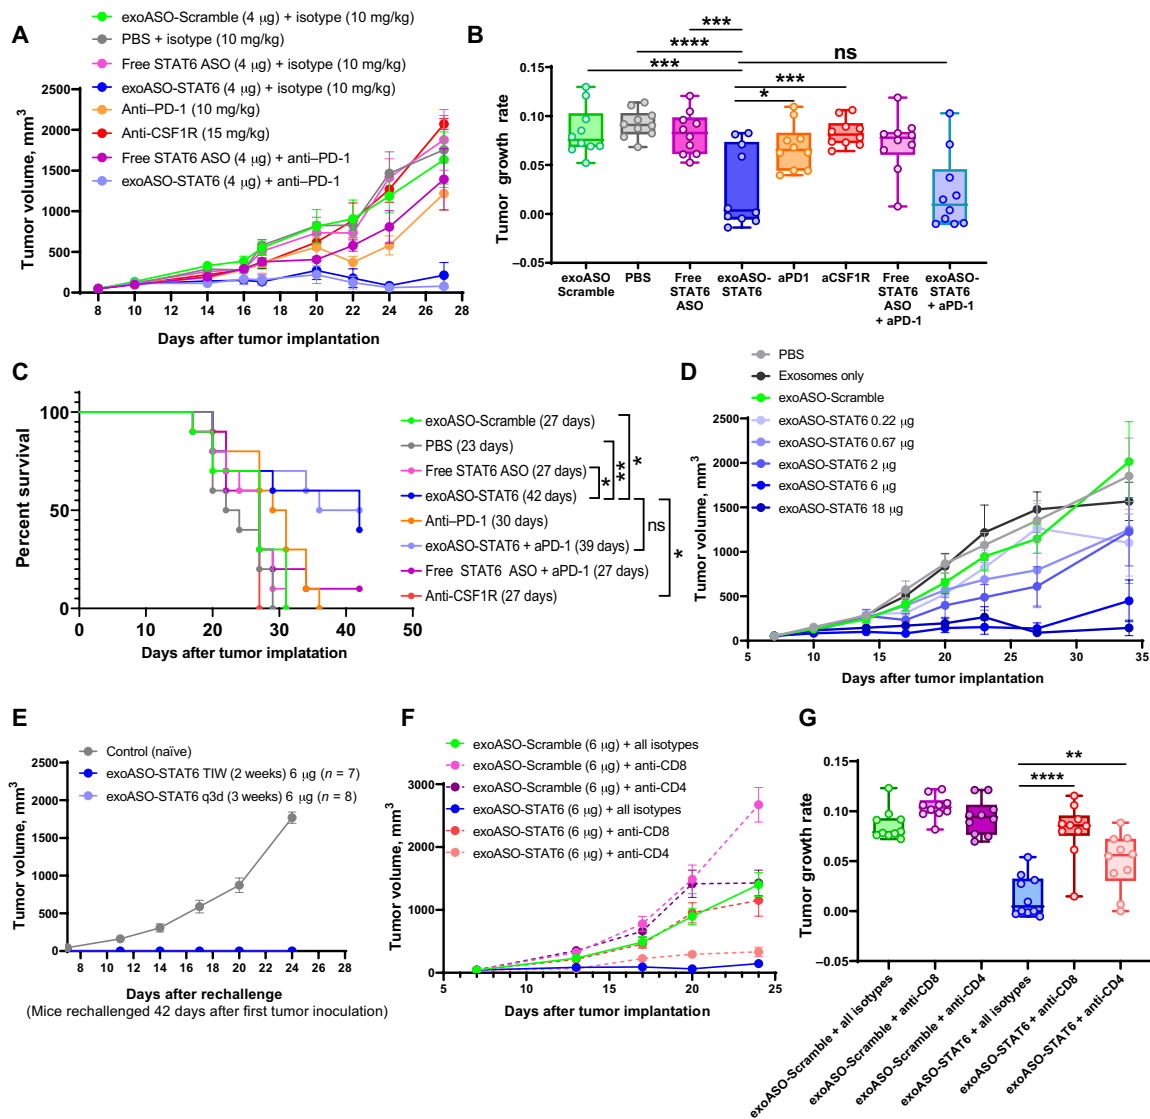 A
exoASO-Scramble (4 μg) + isotype (10 mg/kg)
PBS + isotype (10 mg/kg)
Free STAT6 ASO (4 μg) + isotype (10 mg/kg)
exoASO-STAT6 (4 μg) + isotype (10 mg/kg)
Anti–PD-1 (10 mg/kg)
Anti-CSF1R (15 mg/kg)
Free STAT6 ASO (4 μg) + anti–PD-1
exoASO-STAT6 (4 μg) + anti–PD-1
Tumor volume, mm3
2500
2000
1500
1000
500
0
8 10 12 14 16 18 20 22 24 26 28
Days after tumor implantation
B
***
****
***
ns
***
*
Tumor growth rate
0.15
0.10
0.05
0.00
–0.05
exoASO Scramble
PBS
Free STAT6 ASO
exoASO-STAT6
aPD1
aCSF1R
Free STAT6 ASO + aPD-1
exoASO-STAT6 + aPD-1
C
Percent survival
100
50
0
0 10 20 30 40 50
Days after tumor implatation
exoASO-Scramble (27 days)
PBS (23 days)
Free STAT6 ASO (27 days)
exoASO-STAT6 (42 days)
Anti–PD-1 (30 days)
exoASO-STAT6 + aPD-1 (39 days)
Free STAT6 ASO + aPD-1 (27 days)
Anti-CSF1R (27 days)
*
**
*
ns
*
D
PBS
Exosomes only
exoASO-Scramble
exoASO-STAT6 0.22 μg
exoASO-STAT6 0.67 μg
exoASO-STAT6 2 μg
exoASO-STAT6 6 μg
exoASO-STAT6 18 μg
Tumor volume, mm3
2500
2000
1500
1000
500
0
5 10 15 20 25 30 35
Days after tumor implantation
E
Control (naïve)
exoASO-STAT6 TIW (2 weeks) 6 μg (n = 7)
exoASO-STAT6 q3d (3 weeks) 6 μg (n = 8)
Tumor volume, mm3
2500
2000
1500
1000
500
0
8 12 16 20 24 28
Days after rechallenge
(Mice rechallenged 42 days after first tumor inoculation)
F
exoASO-Scramble (6 μg) + all isotypes
exoASO-Scramble (6 μg) + anti-CD8
exoASO-Scramble (6 μg) + anti-CD4
exoASO-STAT6 (6 μg) + all isotypes
exoASO-STAT6 (6 μg) + anti-CD8
exoASO-STAT6 (6 μg) + anti-CD4
Tumor volume, mm3
3000
2000
1000
0
5 10 15 20 25
Days after tumor implantation
G
**
****
Tumor growth rate
0.15
0.10
0.05
0.00
–0.05
exoASO-Scramble + all isotypes
exoASO-Scramble + anti-CD8
exoASO-Scramble + anti-CD4
exoASO-STAT6 + all isotypes
exoASO-STAT6 + anti-CD8
exoASO-STAT6 + anti-CD4